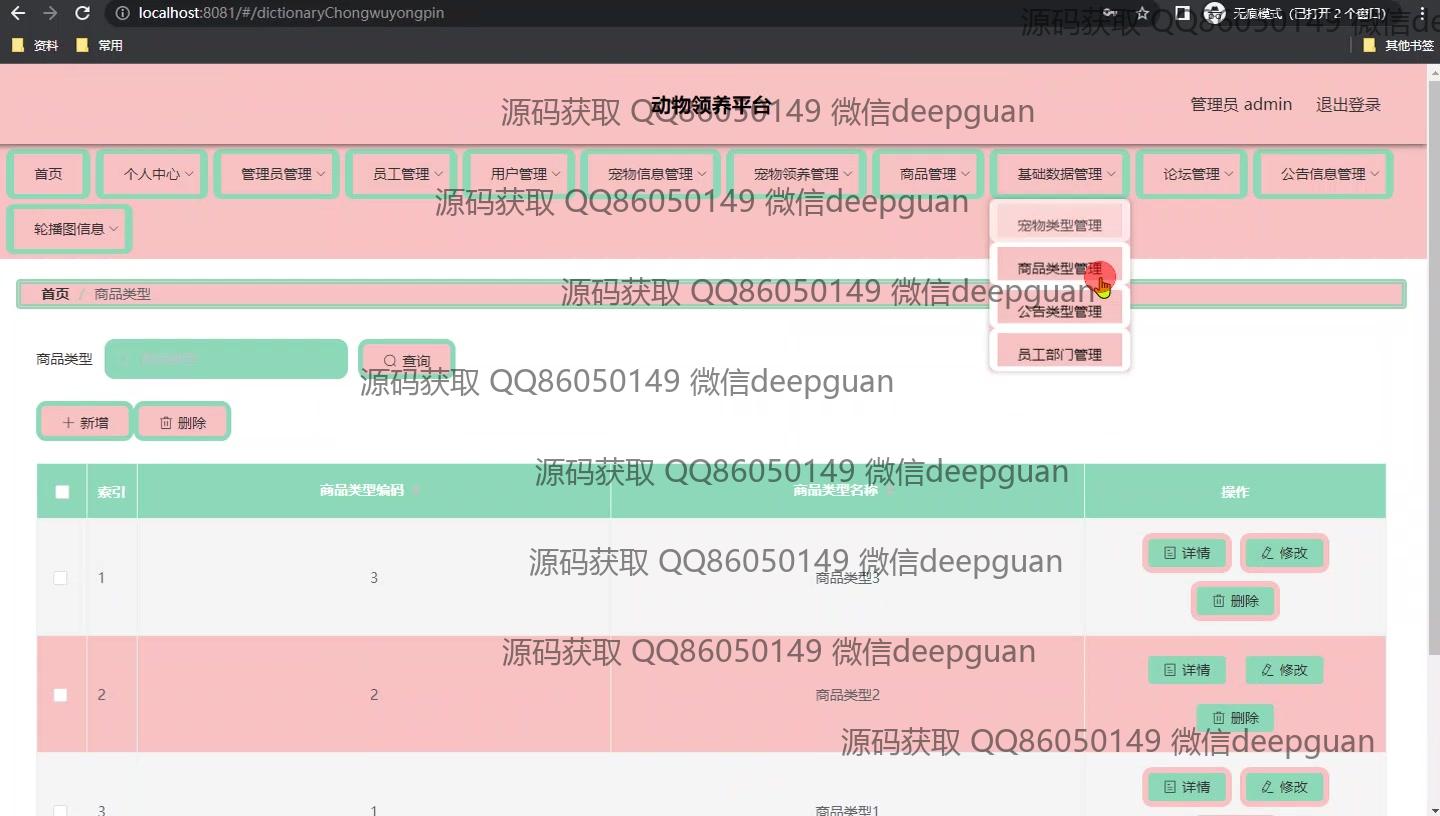 localhost:8081/#/dictionaryChongwuyongpin
无痕模式 (已打开 2 个窗口)
源码获取 QQ86050149 微信de
资料 常用 其他书签
动物领养平台
源码获取 QQ86050149 微信deepguan
管理员 admin 退出登录
首页 个人中心 管理员管理 员工管理 用户管理 宠物信息管理 宠物领养管理 商品管理 基础数据管理 论坛管理 公告信息管理
源码获取 QQ86050149 微信deepguan
轮播图信息
宠物类型管理
商品类型管理
公告类型管理
员工部门管理
首页 / 商品类型
源码获取 QQ86050149 微信deepguan
商品类型 商品类型 查询
源码获取 QQ86050149 微信deepguan
新增 删除
源码获取 QQ86050149 微信deepguan
索引 商品类型编码 商品类型名称 操作
源码获取 QQ86050149 微信deepguan
1 3 商品类型3 详情 修改
删除
源码获取 QQ86050149 微信deepguan
2 2 商品类型2 详情 修改
删除
源码获取 QQ86050149 微信deepguan
3 1 商品类型1 详情 修改